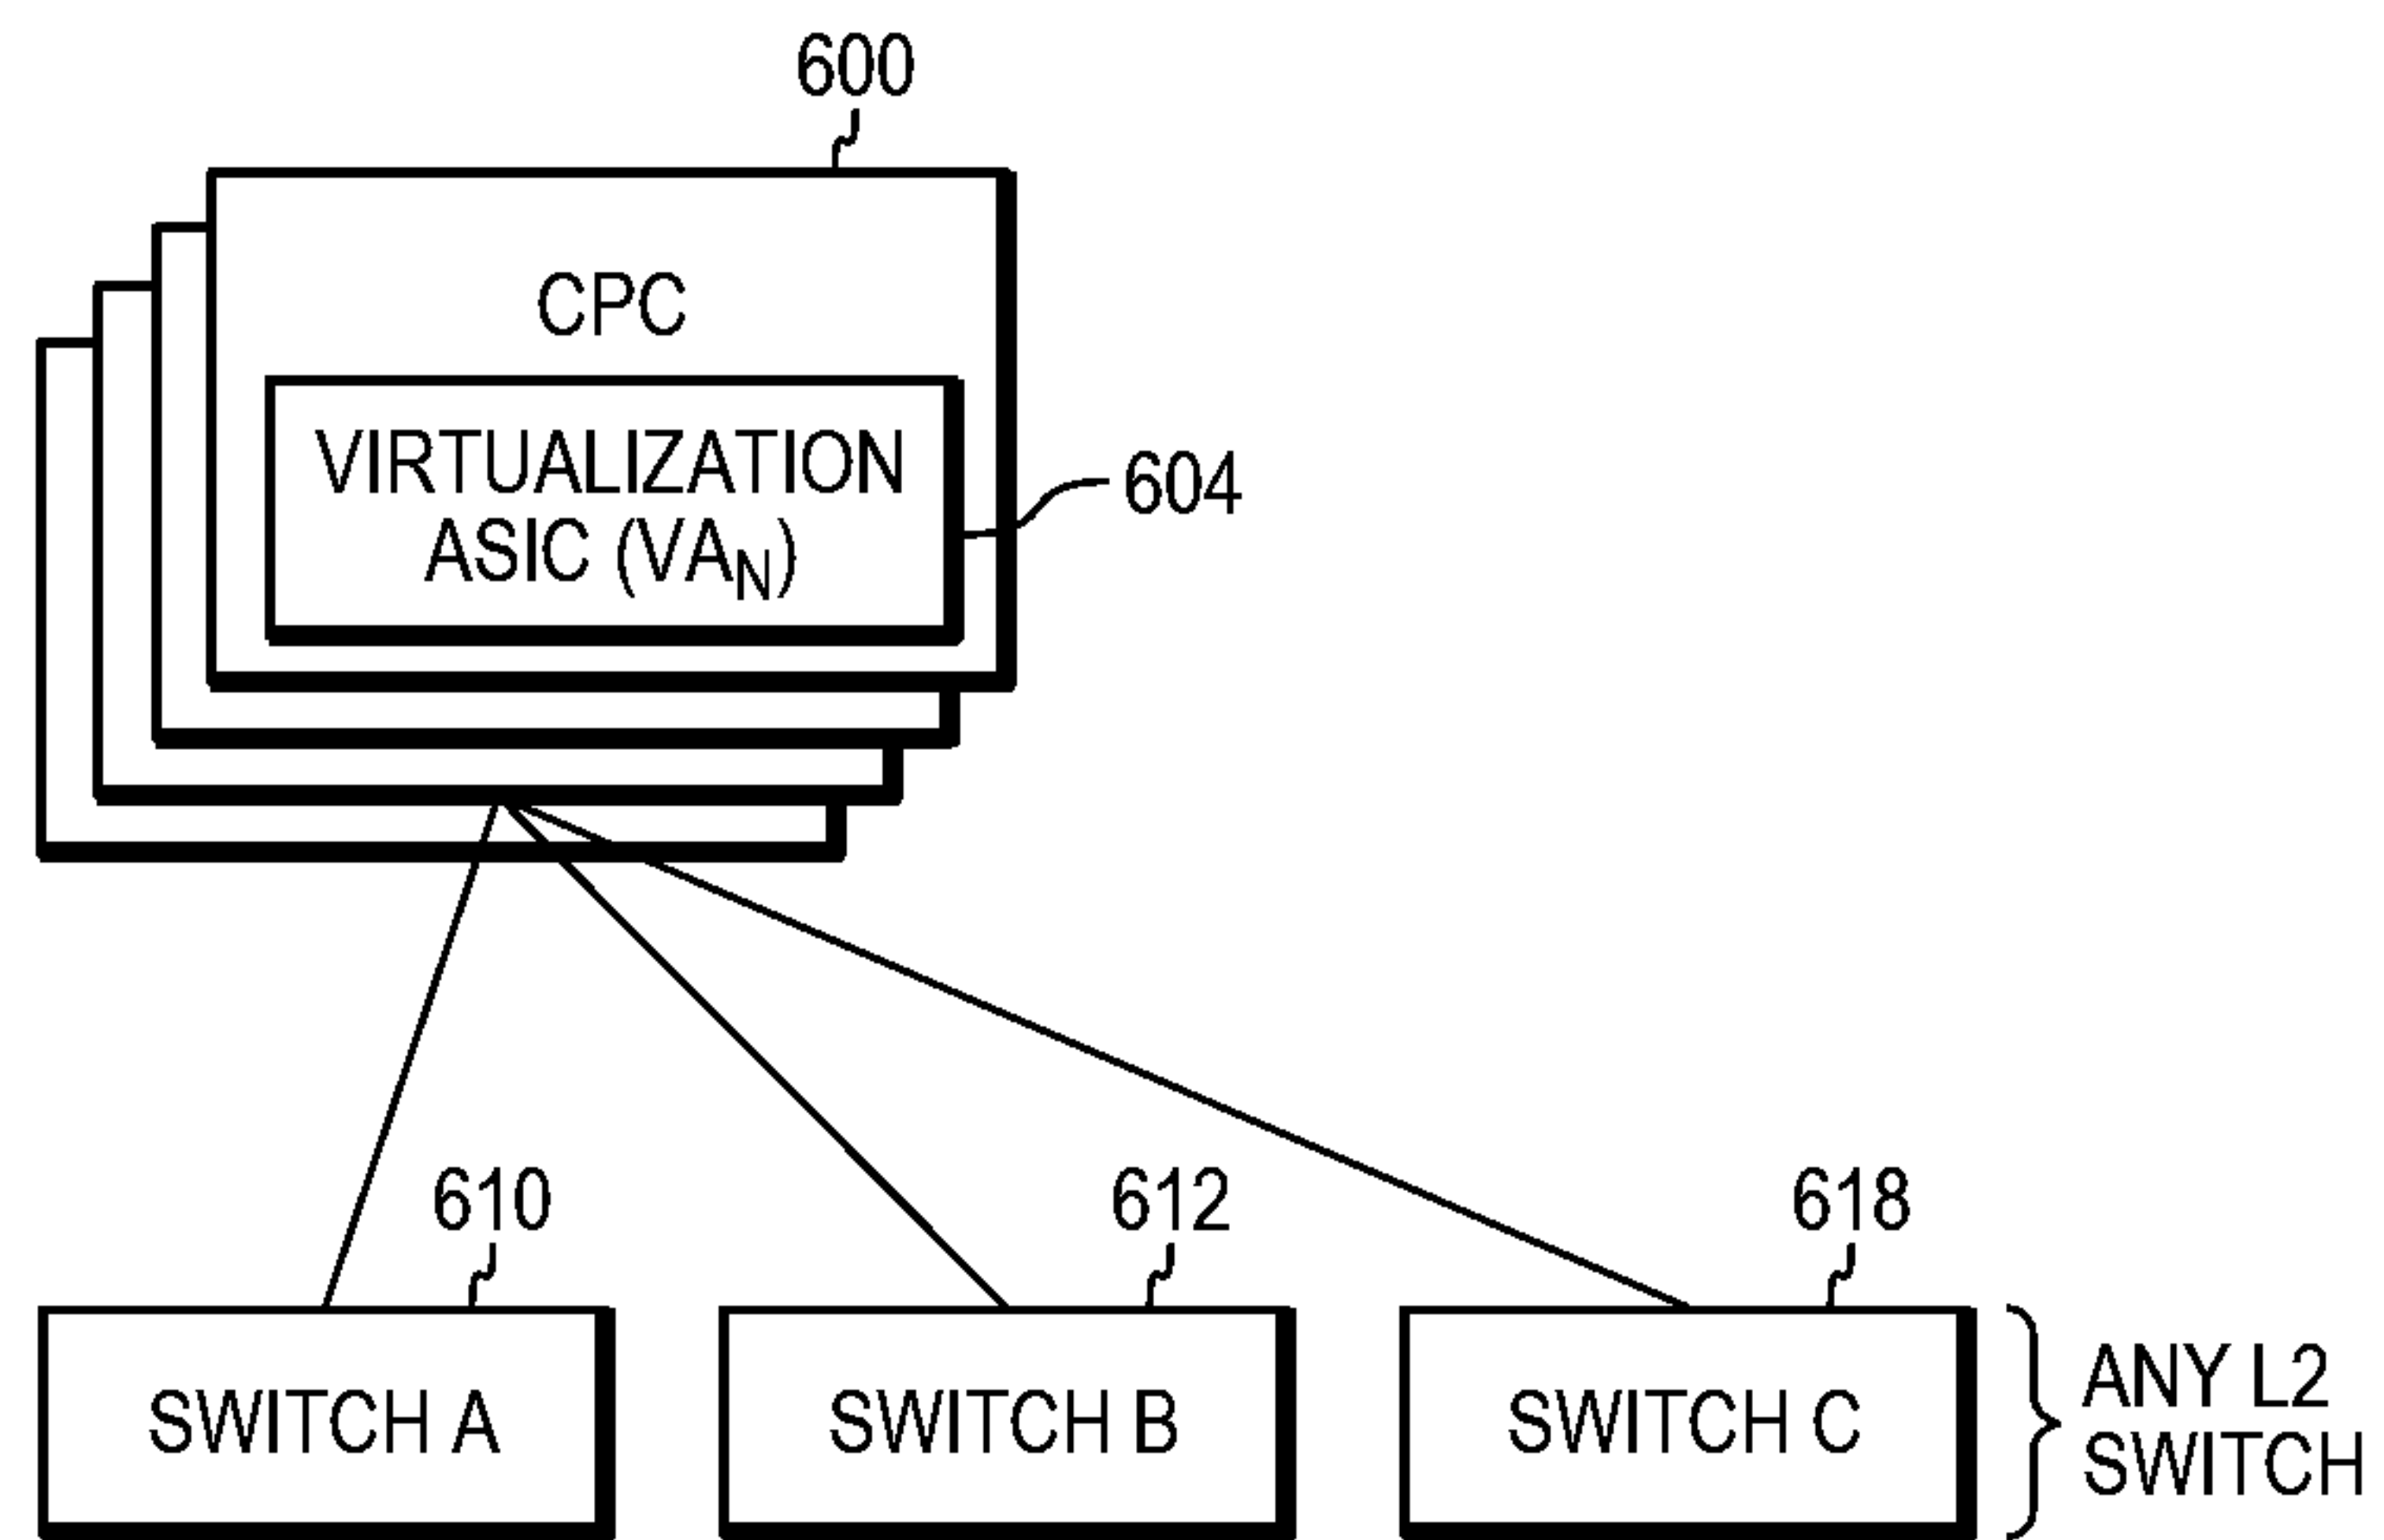 600
CPC
VIRTUALIZATION
ASIC (VAN)
604
610
612
618
SWITCH A
SWITCH B
SWITCH C
ANY L2
SWITCH